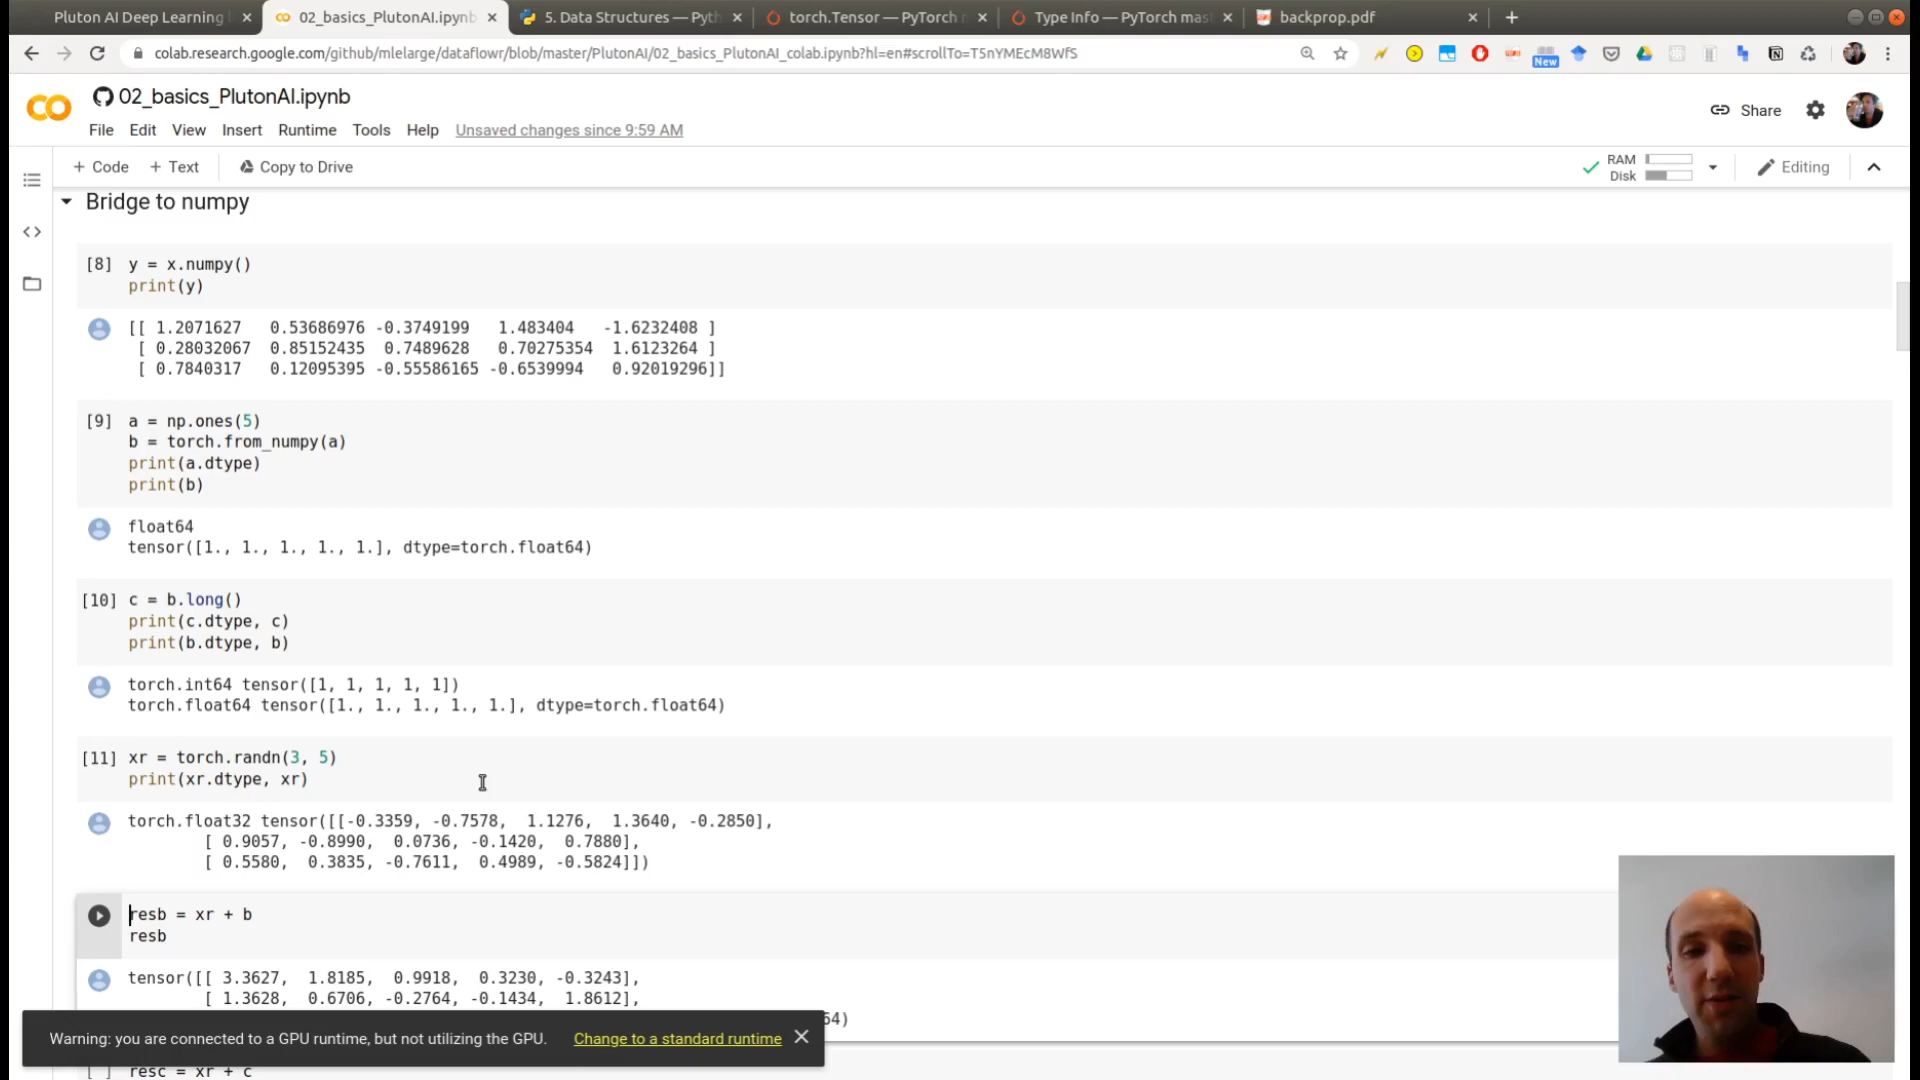 Pluton AI Deep Learning
02_basics_PlutonAI.ipynb
5. Data Structures — Pyth
torch.Tensor — PyTorch m
Type Info — PyTorch mas
backprop.pdf
colab.research.google.com/github/mlelarge/dataflowr/blob/master/PlutonAI/02_basics_PlutonAI_colab.ipynb?hl=en#scrollTo=T5nYMEcM8WfS
New
02_basics_PlutonAI.ipynb
File Edit View Insert Runtime Tools Help Unsaved changes since 9:59 AM
Share
+ Code + Text Copy to Drive
RAM
Disk
Editing
Bridge to numpy
[8] y = x.numpy()
print(y)
[[ 1.2071627 0.53686976 -0.3749199 1.483404 -1.6232408 ]
[ 0.28032067 0.85152435 0.7489628 0.70275354 1.6123264 ]
[ 0.7840317 0.12095395 -0.55586165 -0.6539994 0.92019296]]
[9] a = np.ones(5)
b = torch.from_numpy(a)
print(a.dtype)
print(b)
float64
tensor([1., 1., 1., 1., 1.], dtype=torch.float64)
[10] c = b.long()
print(c.dtype, c)
print(b.dtype, b)
torch.int64 tensor([1, 1, 1, 1, 1])
torch.float64 tensor([1., 1., 1., 1., 1.], dtype=torch.float64)
[11] xr = torch.randn(3, 5)
print(xr.dtype, xr)
torch.float32 tensor([[-0.3359, -0.7578, 1.1276, 1.3640, -0.2850],
[ 0.9057, -0.8990, 0.0736, -0.1420, 0.7880],
[ 0.5580, 0.3835, -0.7611, 0.4989, -0.5824]])
resb = xr + b
resb
tensor([[ 3.3627, 1.8185, 0.9918, 0.3230, -0.3243],
[ 1.3628, 0.6706, -0.2764, -0.1434, 1.8612],
64)
Warning: you are connected to a GPU runtime, but not utilizing the GPU. Change to a standard runtime
[ ] resc = xr + c